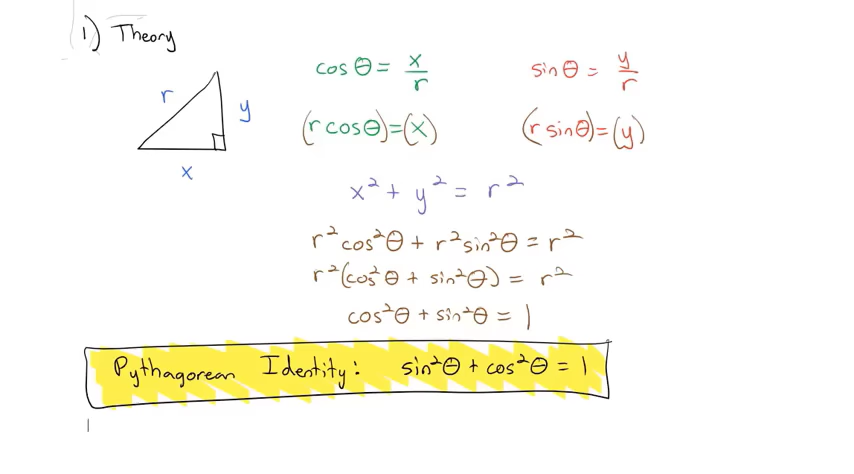 1) Theory
r
y
x
cos θ = x/r
sin θ = y/r
(r cos θ) = (x)
(r sin θ) = (y)
x² + y² = r²
r² cos² θ + r² sin² θ = r²
r² (cos² θ + sin² θ) = r²
cos² θ + sin² θ = 1
Pythagorean Identity: sin² θ + cos² θ = 1